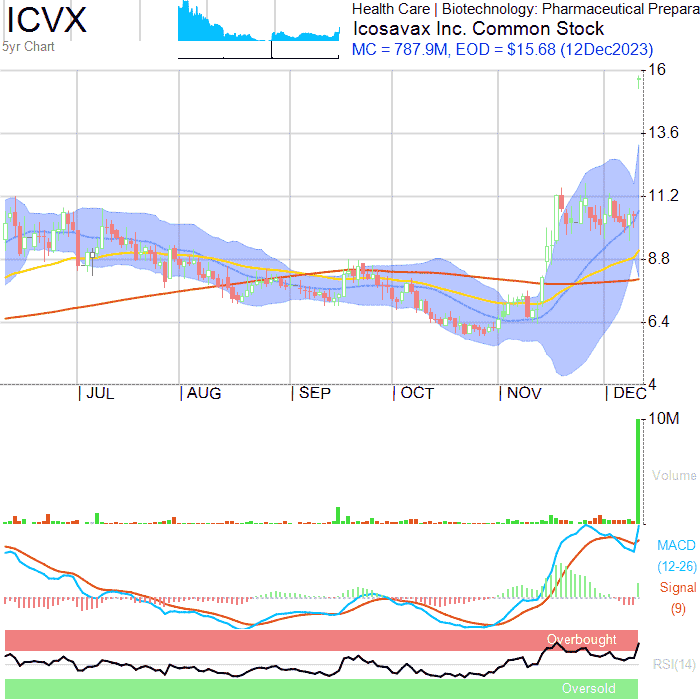 ICVX
5yr Chart
Health Care | Biotechnology: Pharmaceutical Prepara
Icosavax Inc. Common Stock
MC = 787.9M, EOD = $15.68 (12Dec2023)
16
13.6
11.2
8.8
6.4
4
JUL
AUG
SEP
OCT
NOV
DEC
10M
Volume
MACD
(12-26)
Signal
(9)
Overbought
RSI(14)
Oversold